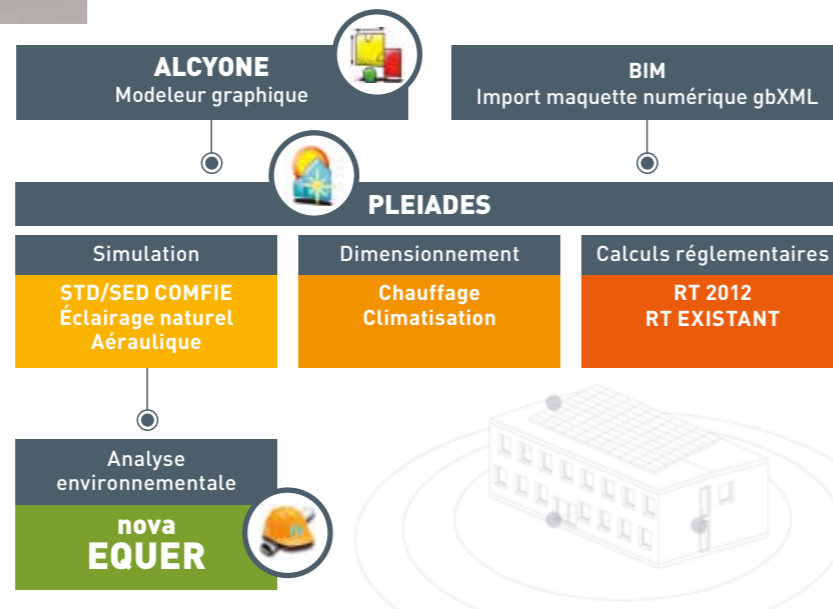 ALCYONE
Modeleur graphique
BIM
Import maquette numérique gbXML
PLEIADES
Simulation
STD/SED COMFIE
Éclairage naturel
Aéraulique
Dimensionnement
Chauffage
Climatisation
Calculs réglementaires
RT 2012
RT EXISTANT
Analyse
environnementale
nova
EQUER